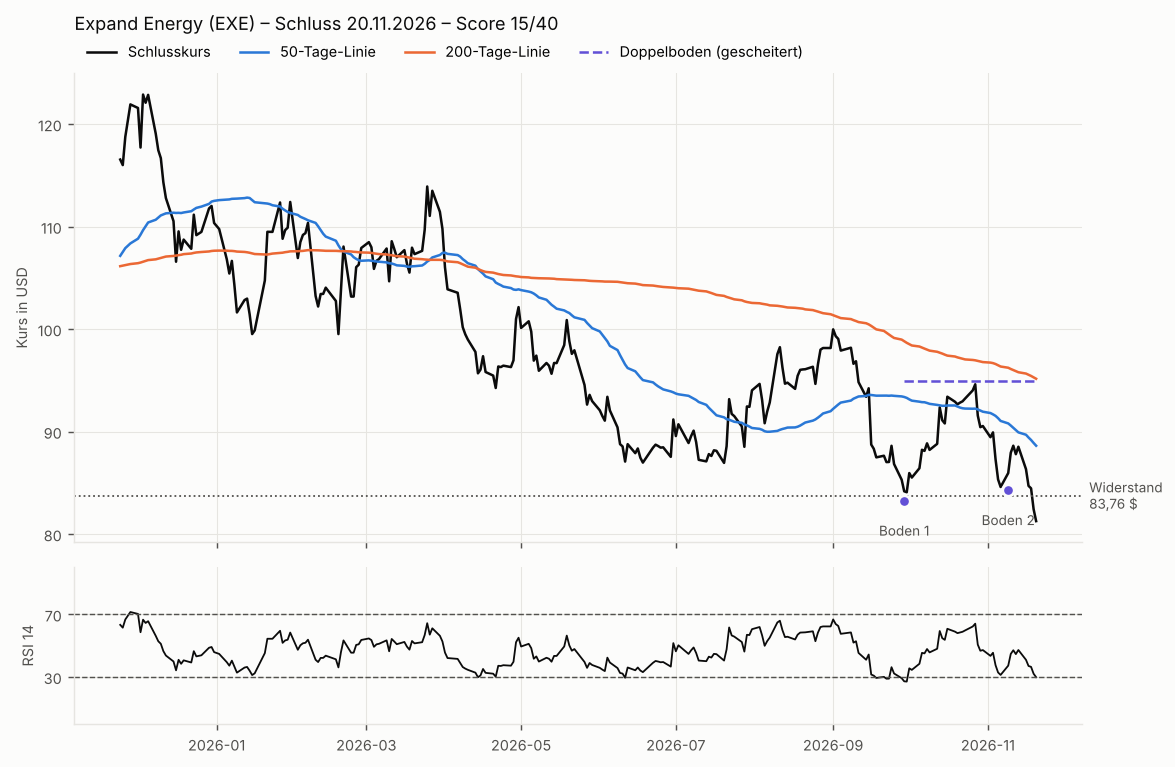 Expand Energy (EXE) – Schluss 20.11.2026 – Score 15/40
Schlusskurs
50-Tage-Linie
200-Tage-Linie
Doppelboden (gescheitert)
120
110
100
90
80
Kurs in USD
Widerstand
83,76 $
Boden 1
Boden 2
70
30
RSI 14
2026-01
2026-03
2026-05
2026-07
2026-09
2026-11